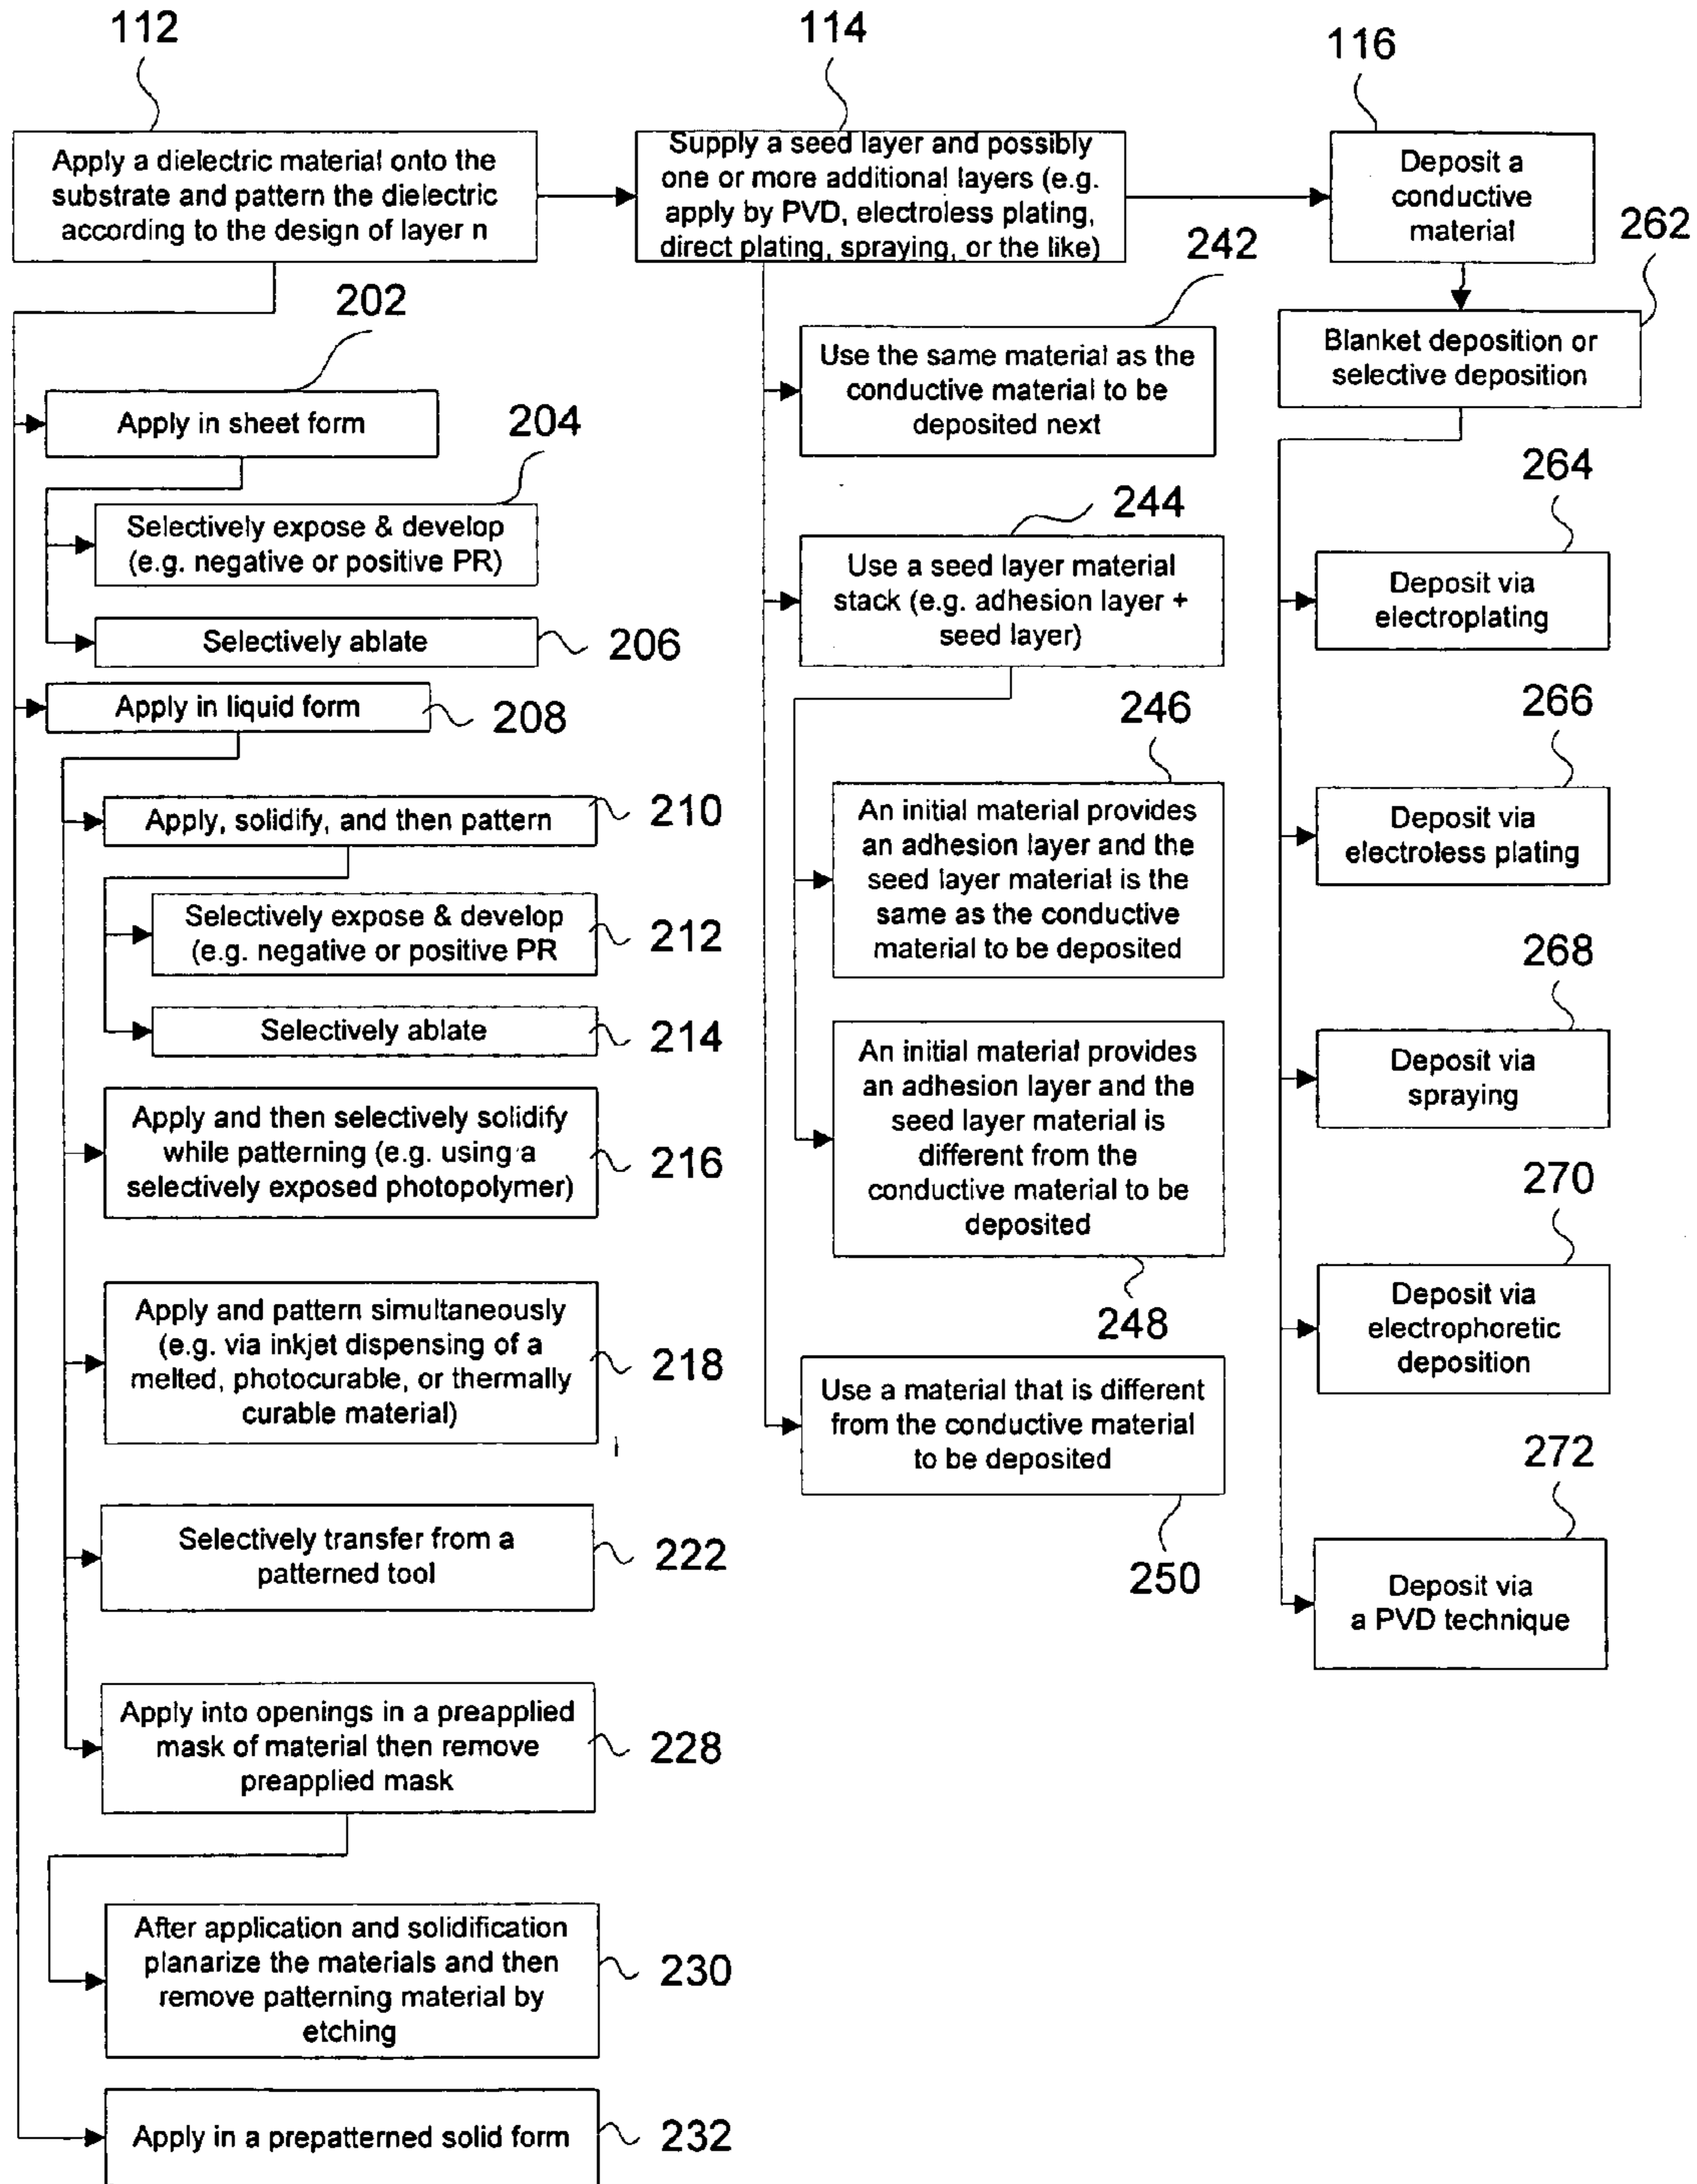 112
Apply a dielectric material onto the
substrate and pattern the dielectric
according to the design of layer n
202
Apply in sheet form
204
Selectively expose & develop
(e.g. negative or positive PR)
Selectively ablate
206
Apply in liquid form
208
Apply, solidify, and then pattern
210
Selectively expose & develop
(e.g. negative or positive PR
212
Selectively ablate
214
Apply and then selectively solidify
while patterning (e.g. using a
selectively exposed photopolymer)
216
Apply and pattern simultaneously
(e.g. via inkjet dispensing of a
melted, photocurable, or thermally
curable material)
218
Selectively transfer from a
patterned tool
222
Apply into openings in a preapplied
mask of material then remove
preapplied mask
228
After application and solidification
planarize the materials and then
remove patterning material by
etching
230
Apply in a prepatterned solid form
232
114
Supply a seed layer and possibly
one or more additional layers (e.g.
apply by PVD, electroless plating,
direct plating, spraying, or the like)
242
Use the same material as the
conductive material to be
deposited next
244
Use a seed layer material
stack (e.g. adhesion layer +
seed layer)
246
An initial material provides
an adhesion layer and the
seed layer material is the
same as the conductive
material to be deposited
An initial material provides
an adhesion layer and the
seed layer material is
different from the
conductive material to be
deposited
248
Use a material that is different
from the conductive material
to be deposited
250
116
Deposit a
conductive
material
262
Blanket deposition or
selective deposition
264
Deposit via
electroplating
266
Deposit via
electroless plating
268
Deposit via
spraying
270
Deposit via
electrophoretic
deposition
272
Deposit via
a PVD technique